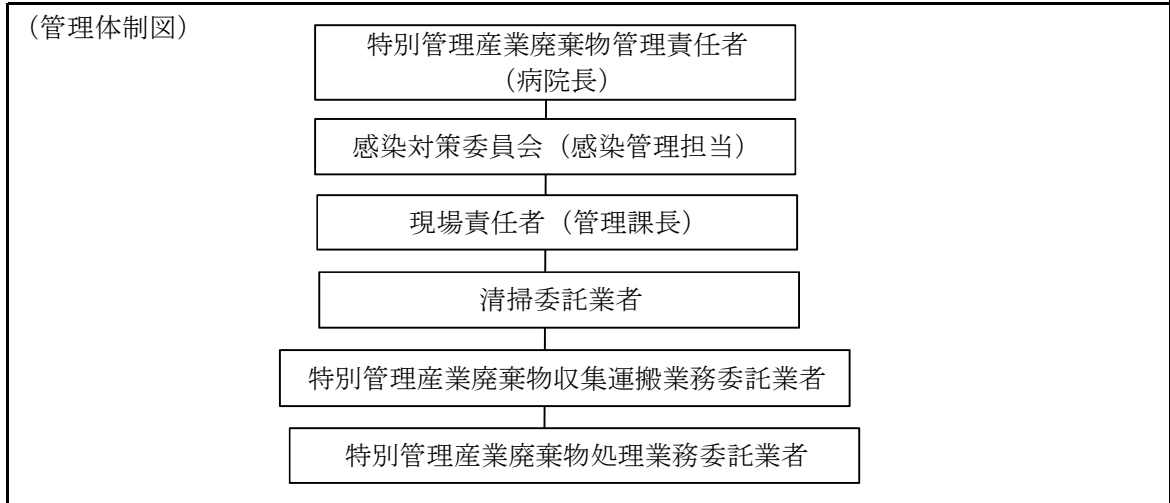 （管理体制図）
特別管理産業廃棄物管理責任者
（病院長）
感染対策委員会（感染管理担当）
現場責任者（管理課長）
清掃委託業者
特別管理産業廃棄物収集運搬業務委託業者
特別管理産業廃棄物処理業務委託業者